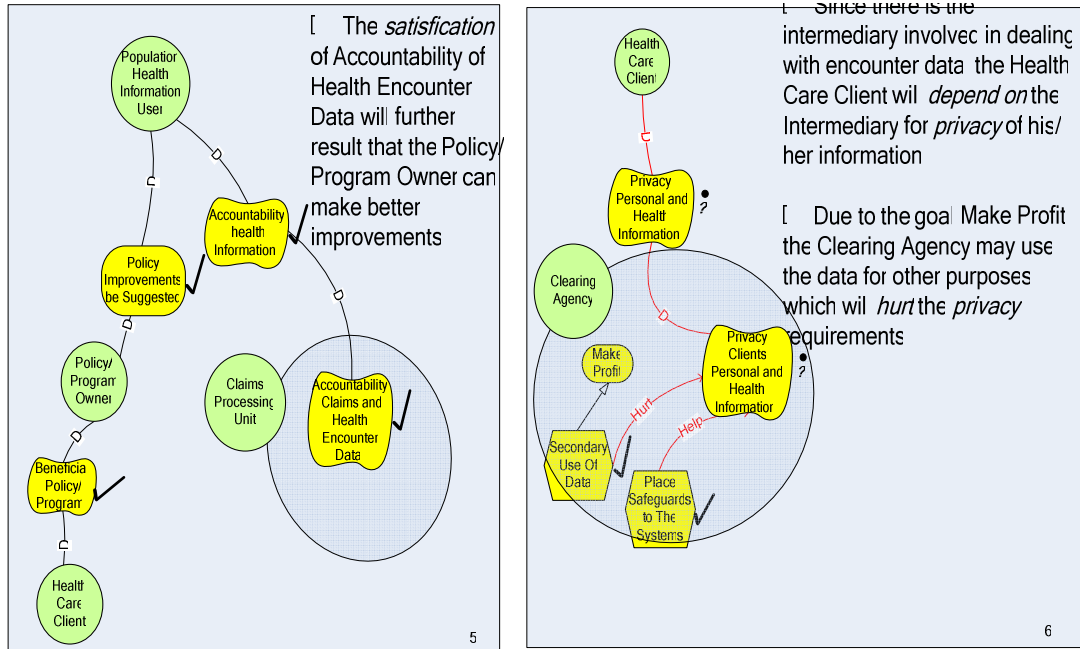 Population
Health
Information
User
D
D
Accountability
health
Information
Policy
Improvements
be Suggested
D
D
Policy/
Program
Owner
D
Beneficial
Policy/
Program
D
Health
Care
Client
Claims
Processing
Unit
Accountability
Claims and
Health
Encounter
Data
[ The satisfication
of Accountability of
Health Encounter
Data will further
result that the Policy/
Program Owner can
make better
improvements
5
Health
Care
Client
D
Privacy
Personal and
Health
Information
?
Clearing
Agency
D
Make
Profit
Privacy
Clients
Personal and
Health
Information
?
Hurt
Help
Secondary
Use Of
Data
Place
Safeguards
to The
Systems
[ Since there is the
intermediary involved in dealing
with encounter data the Health
Care Client will depend on the
Intermediary for privacy of his/
her information
[ Due to the goal Make Profit
the Clearing Agency may use
the data for other purposes
which will hurt the privacy
requirements
6